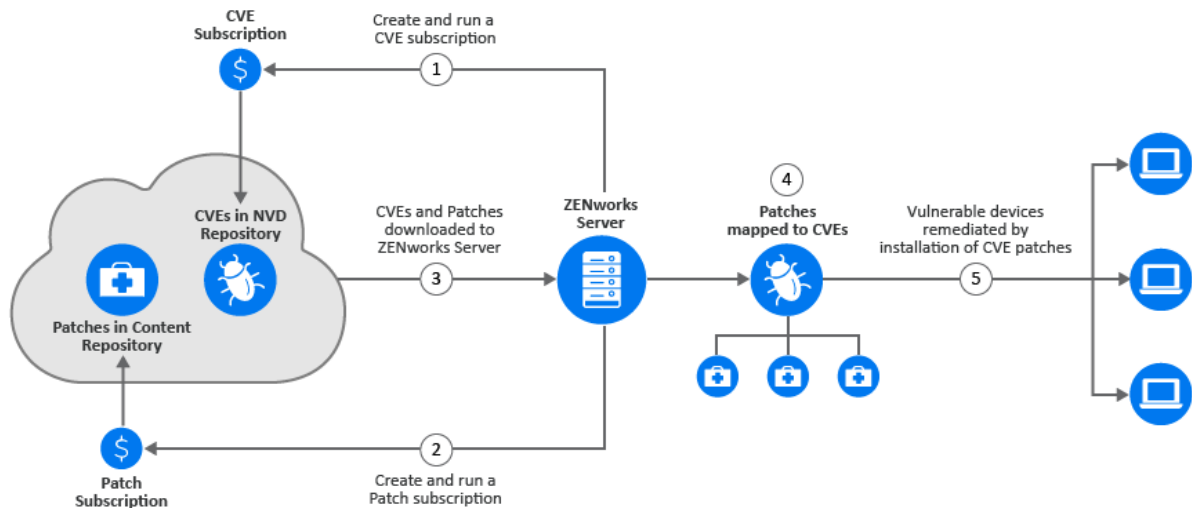 CVE
Subscription
Create and run a
CVE subscription
1
$
CVEs in NVD
Repository
Patches in Content
Repository
CVEs and Patches
downloaded to
ZENworks Server
3
ZENworks
Server
4
Patches
mapped to CVEs
Vulnerable devices
remediated by
installation of CVE patches
5
$
Patch
Subscription
2
Create and run a
Patch subscription